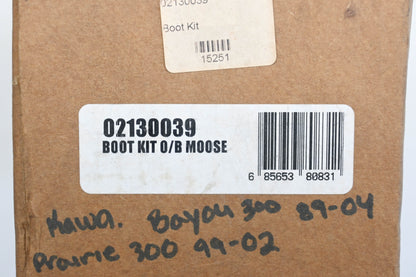 02130039
Boot Kit
15251
02130039
BOOT KIT O/B MOOSE
6 85653 80831
Kawa. Bayou 300 89-04
Prairie 300 99-02